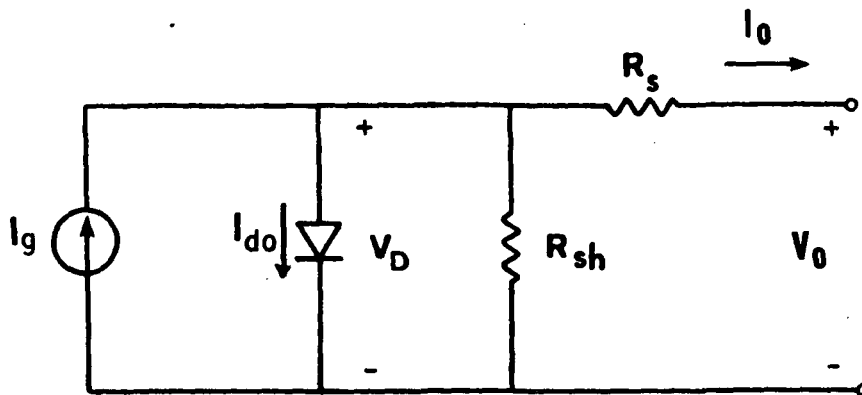 I0
Rs
+
+
Ig
Ido
VD
Rsh
V0
-
-